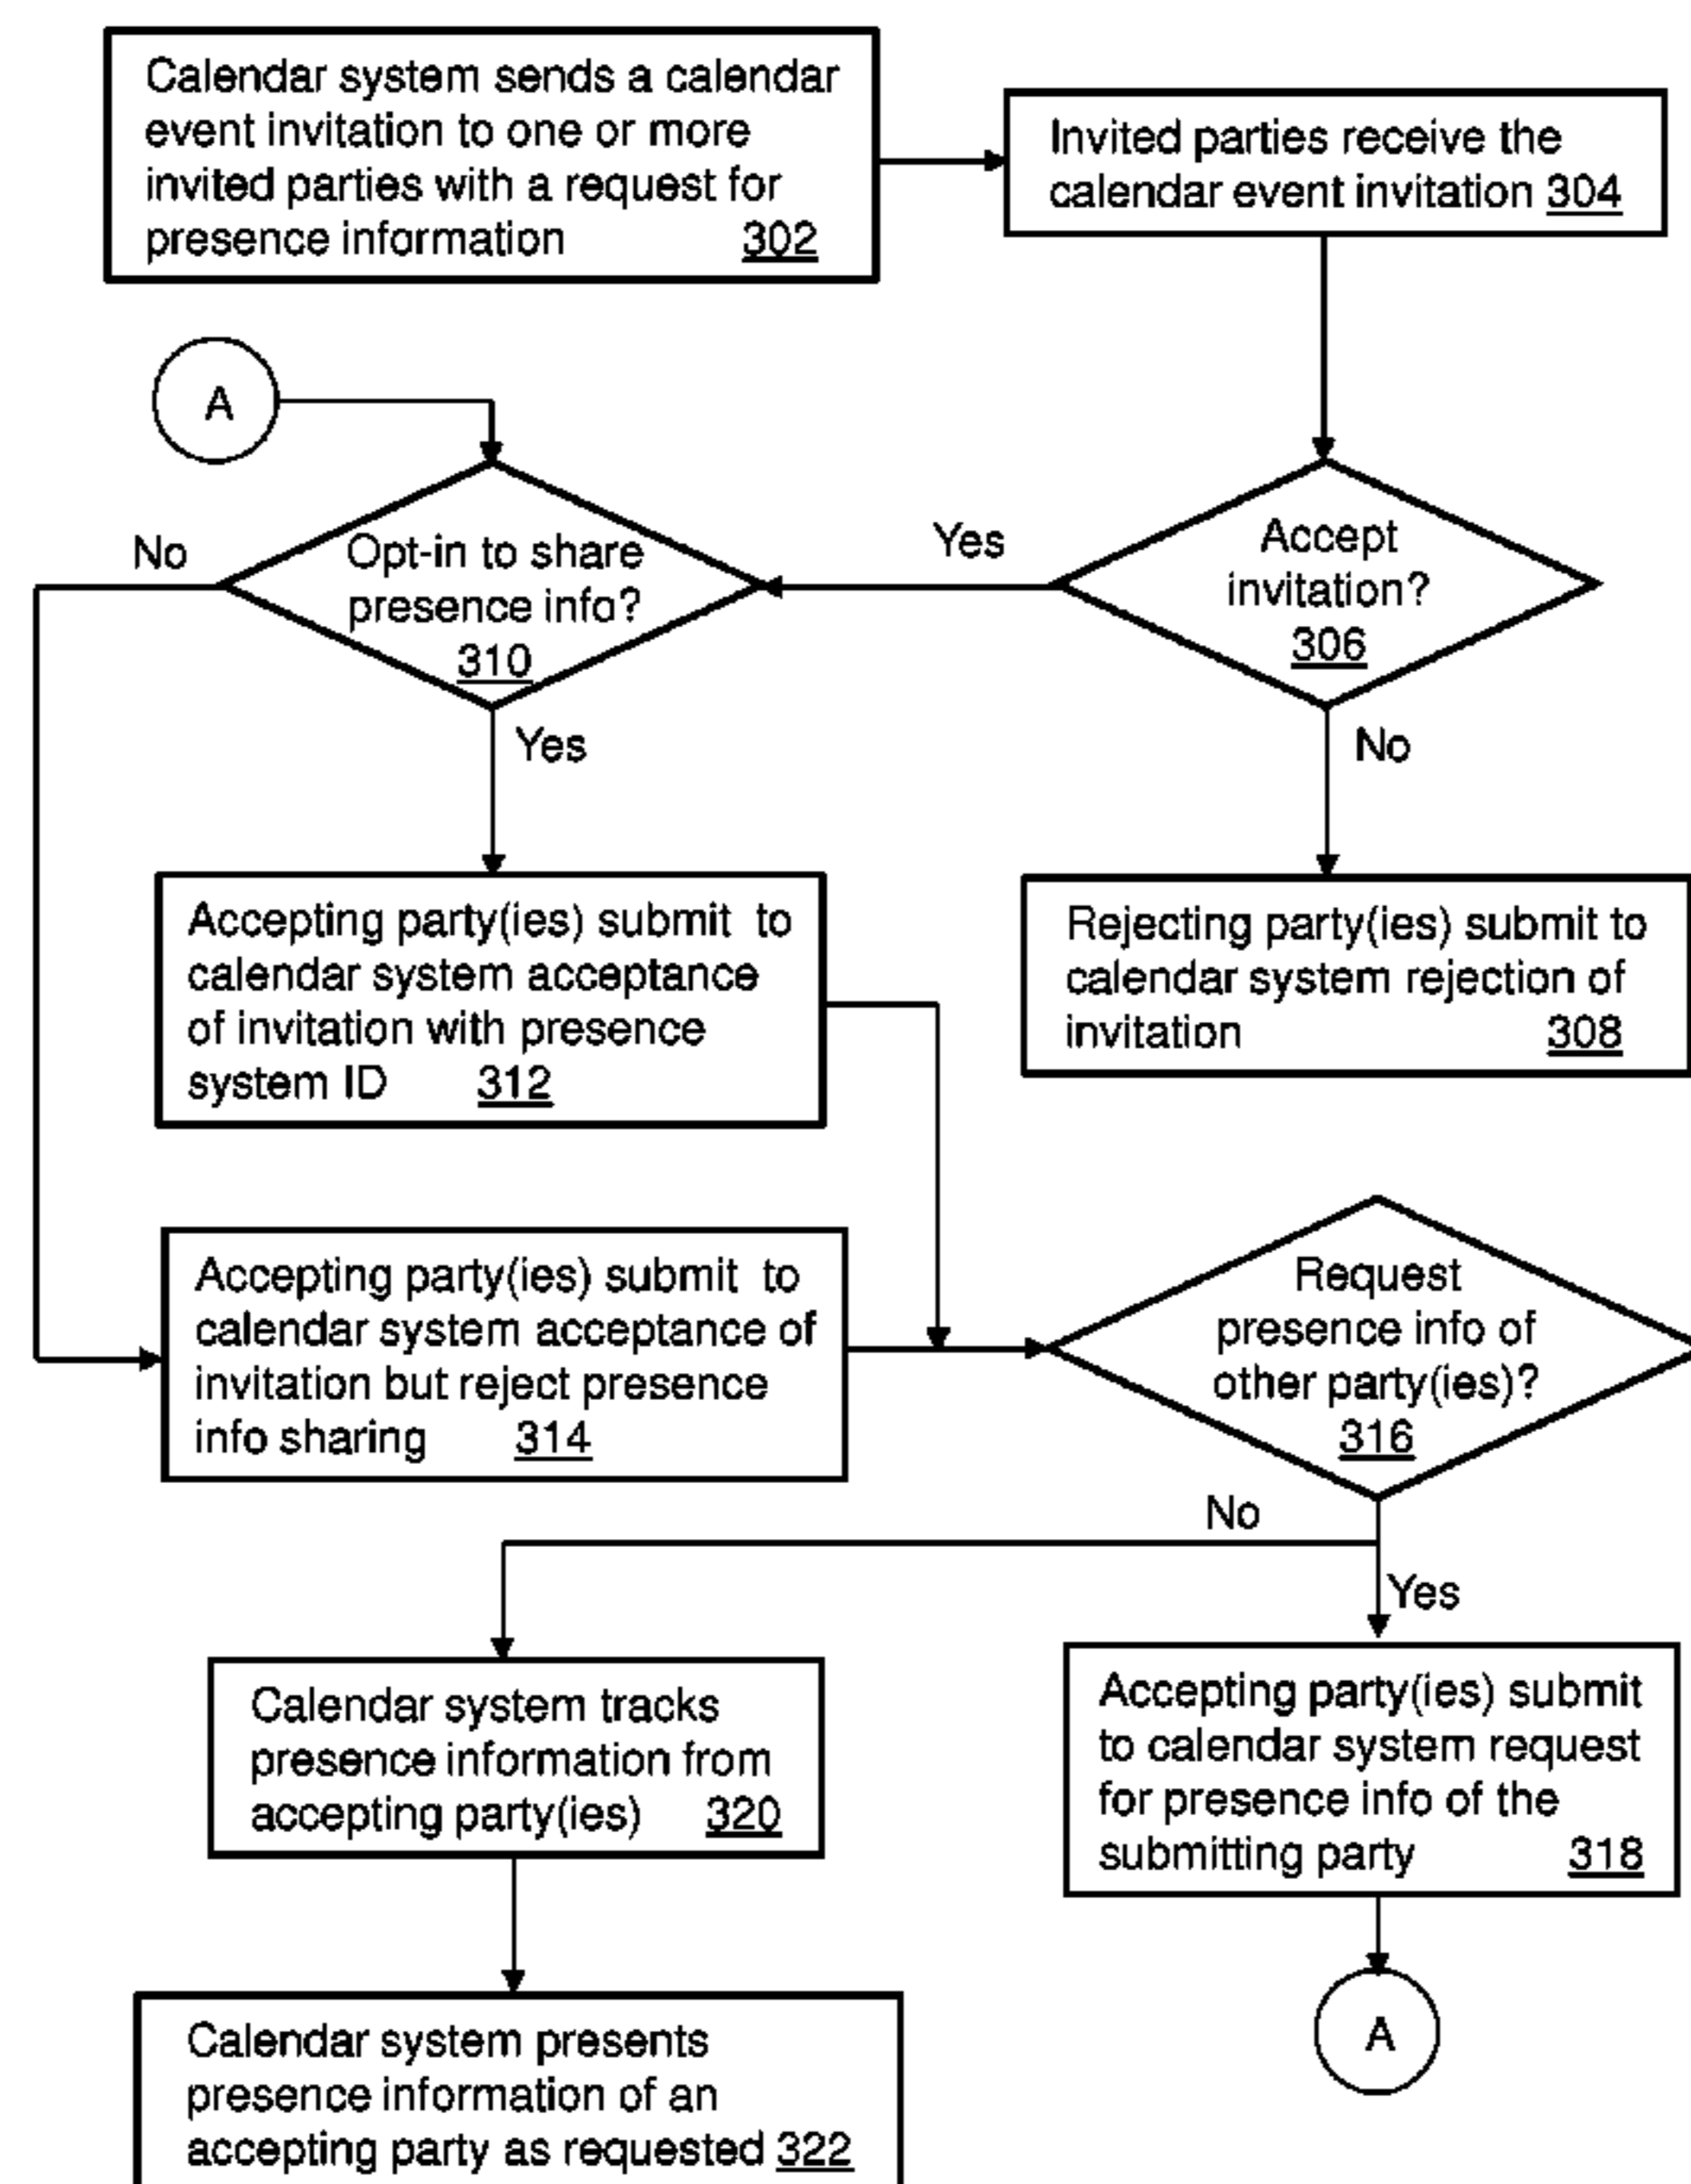 Calendar system sends a calendar
event invitation to one or more
invited parties with a request for
presence information 302
Invited parties receive the
calendar event invitation 304
A
No
Opt-in to share
presence info?
310
Yes
Accept
invitation?
306
Yes
No
Accepting party(ies) submit to
calendar system acceptance
of invitation with presence
system ID 312
Rejecting party(ies) submit to
calendar system rejection of
invitation 308
Accepting party(ies) submit to
calendar system acceptance of
invitation but reject presence
info sharing 314
Request
presence info of
other party(ies)?
316
No
Yes
Calendar system tracks
presence information from
accepting party(ies) 320
Accepting party(ies) submit
to calendar system request
for presence info of the
submitting party 318
Calendar system presents
presence information of an
accepting party as requested 322
A